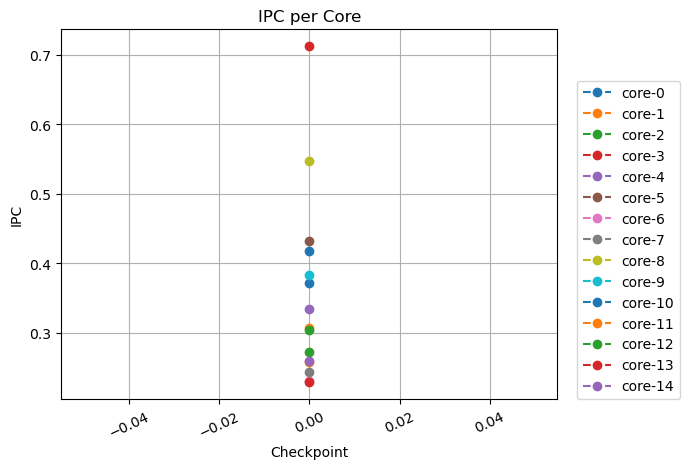 IPC per Core
0.7
0.6
0.5
0.4
0.3
IPC
−0.04
−0.02
0.00
0.02
0.04
Checkpoint
core-0
core-1
core-2
core-3
core-4
core-5
core-6
core-7
core-8
core-9
core-10
core-11
core-12
core-13
core-14